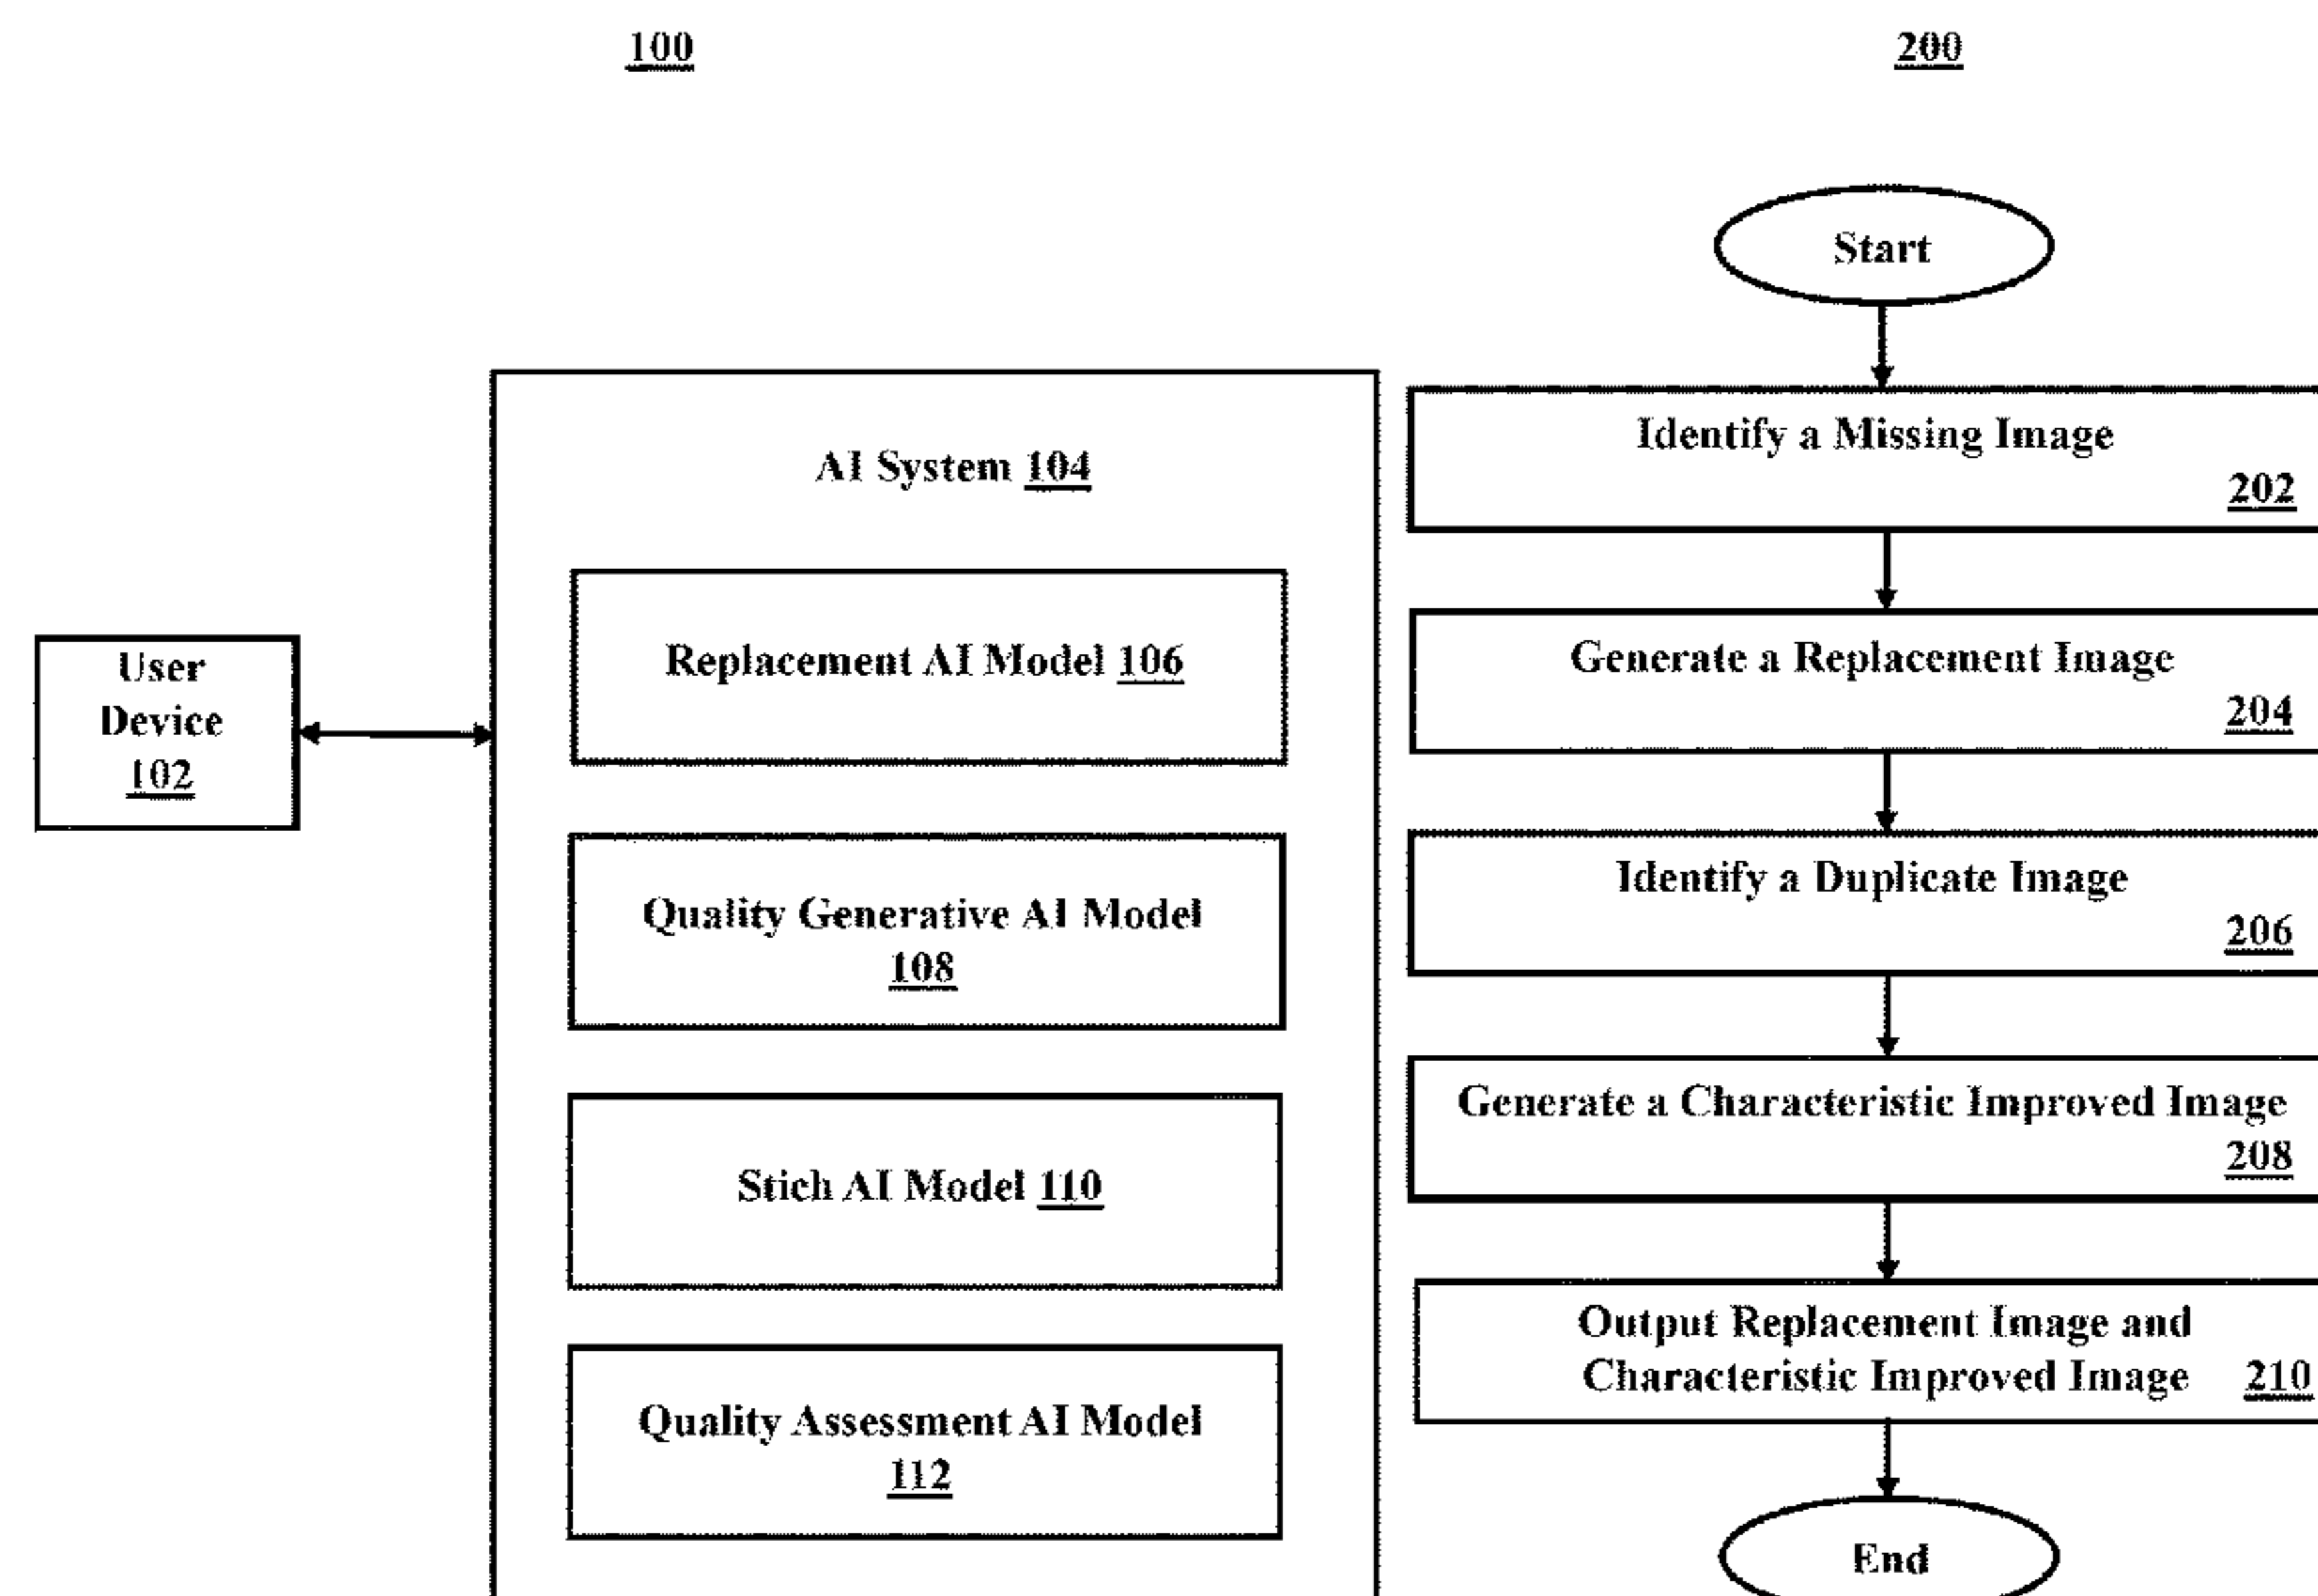 100
User
Device
102
AI System 104
Replacement AI Model 106
Quality Generative AI Model
108
Stich AI Model 110
Quality Assessment AI Model
112
200
Start
Identify a Missing Image
202
Generate a Replacement Image
204
Identify a Duplicate Image
206
Generate a Characteristic Improved Image
208
Output Replacement Image and
Characteristic Improved Image 210
End